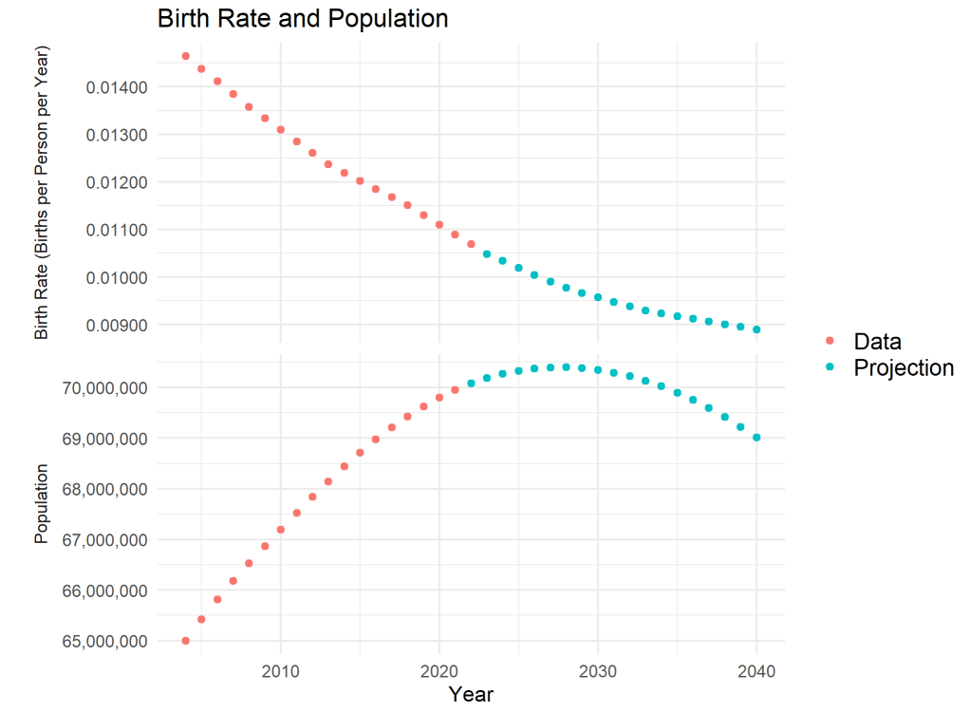 Birth Rate and Population
Birth Rate (Births per Person per Year)
0.01400
0.01300
0.01200
0.01100
0.01000
0.00900
Population
70,000,000
69,000,000
68,000,000
67,000,000
66,000,000
65,000,000
2010 2020 2030 2040
Year
Data
Projection